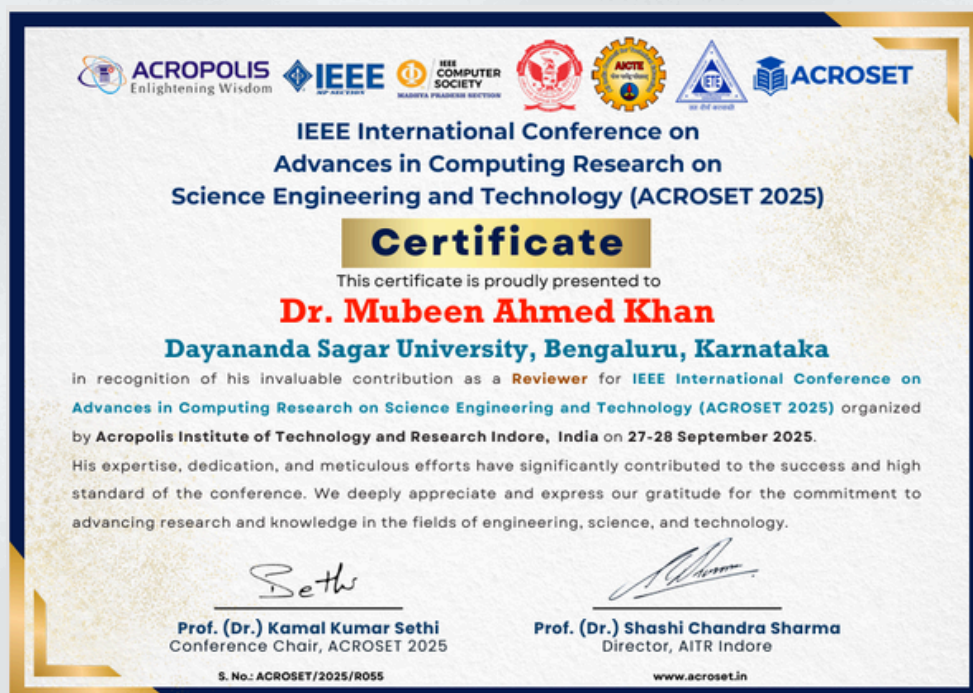 ACROPOLIS
Enlightening Wisdom
IEEE
MP SECTION
IEEE
COMPUTER
SOCIETY
MADHYA PRADESH SECTION
AICTE
IETE
ACROSET
IEEE International Conference on
Advances in Computing Research on
Science Engineering and Technology (ACROSET 2025)
Certificate
This certificate is proudly presented to
Dr. Mubeen Ahmed Khan
Dayananda Sagar University, Bengaluru, Karnataka
in recognition of his invaluable contribution as a Reviewer for IEEE International Conference on
Advances in Computing Research on Science Engineering and Technology (ACROSET 2025) organized
by Acropolis Institute of Technology and Research Indore, India on 27-28 September 2025.
His expertise, dedication, and meticulous efforts have significantly contributed to the success and high
standard of the conference. We deeply appreciate and express our gratitude for the commitment to
advancing research and knowledge in the fields of engineering, science, and technology.
Sethi
Prof. (Dr.) Kamal Kumar Sethi
Conference Chair, ACROSET 2025
Prof. (Dr.) Shashi Chandra Sharma
Director, AITR Indore
S. No.: ACROSET/2025/R055
www.acroset.in